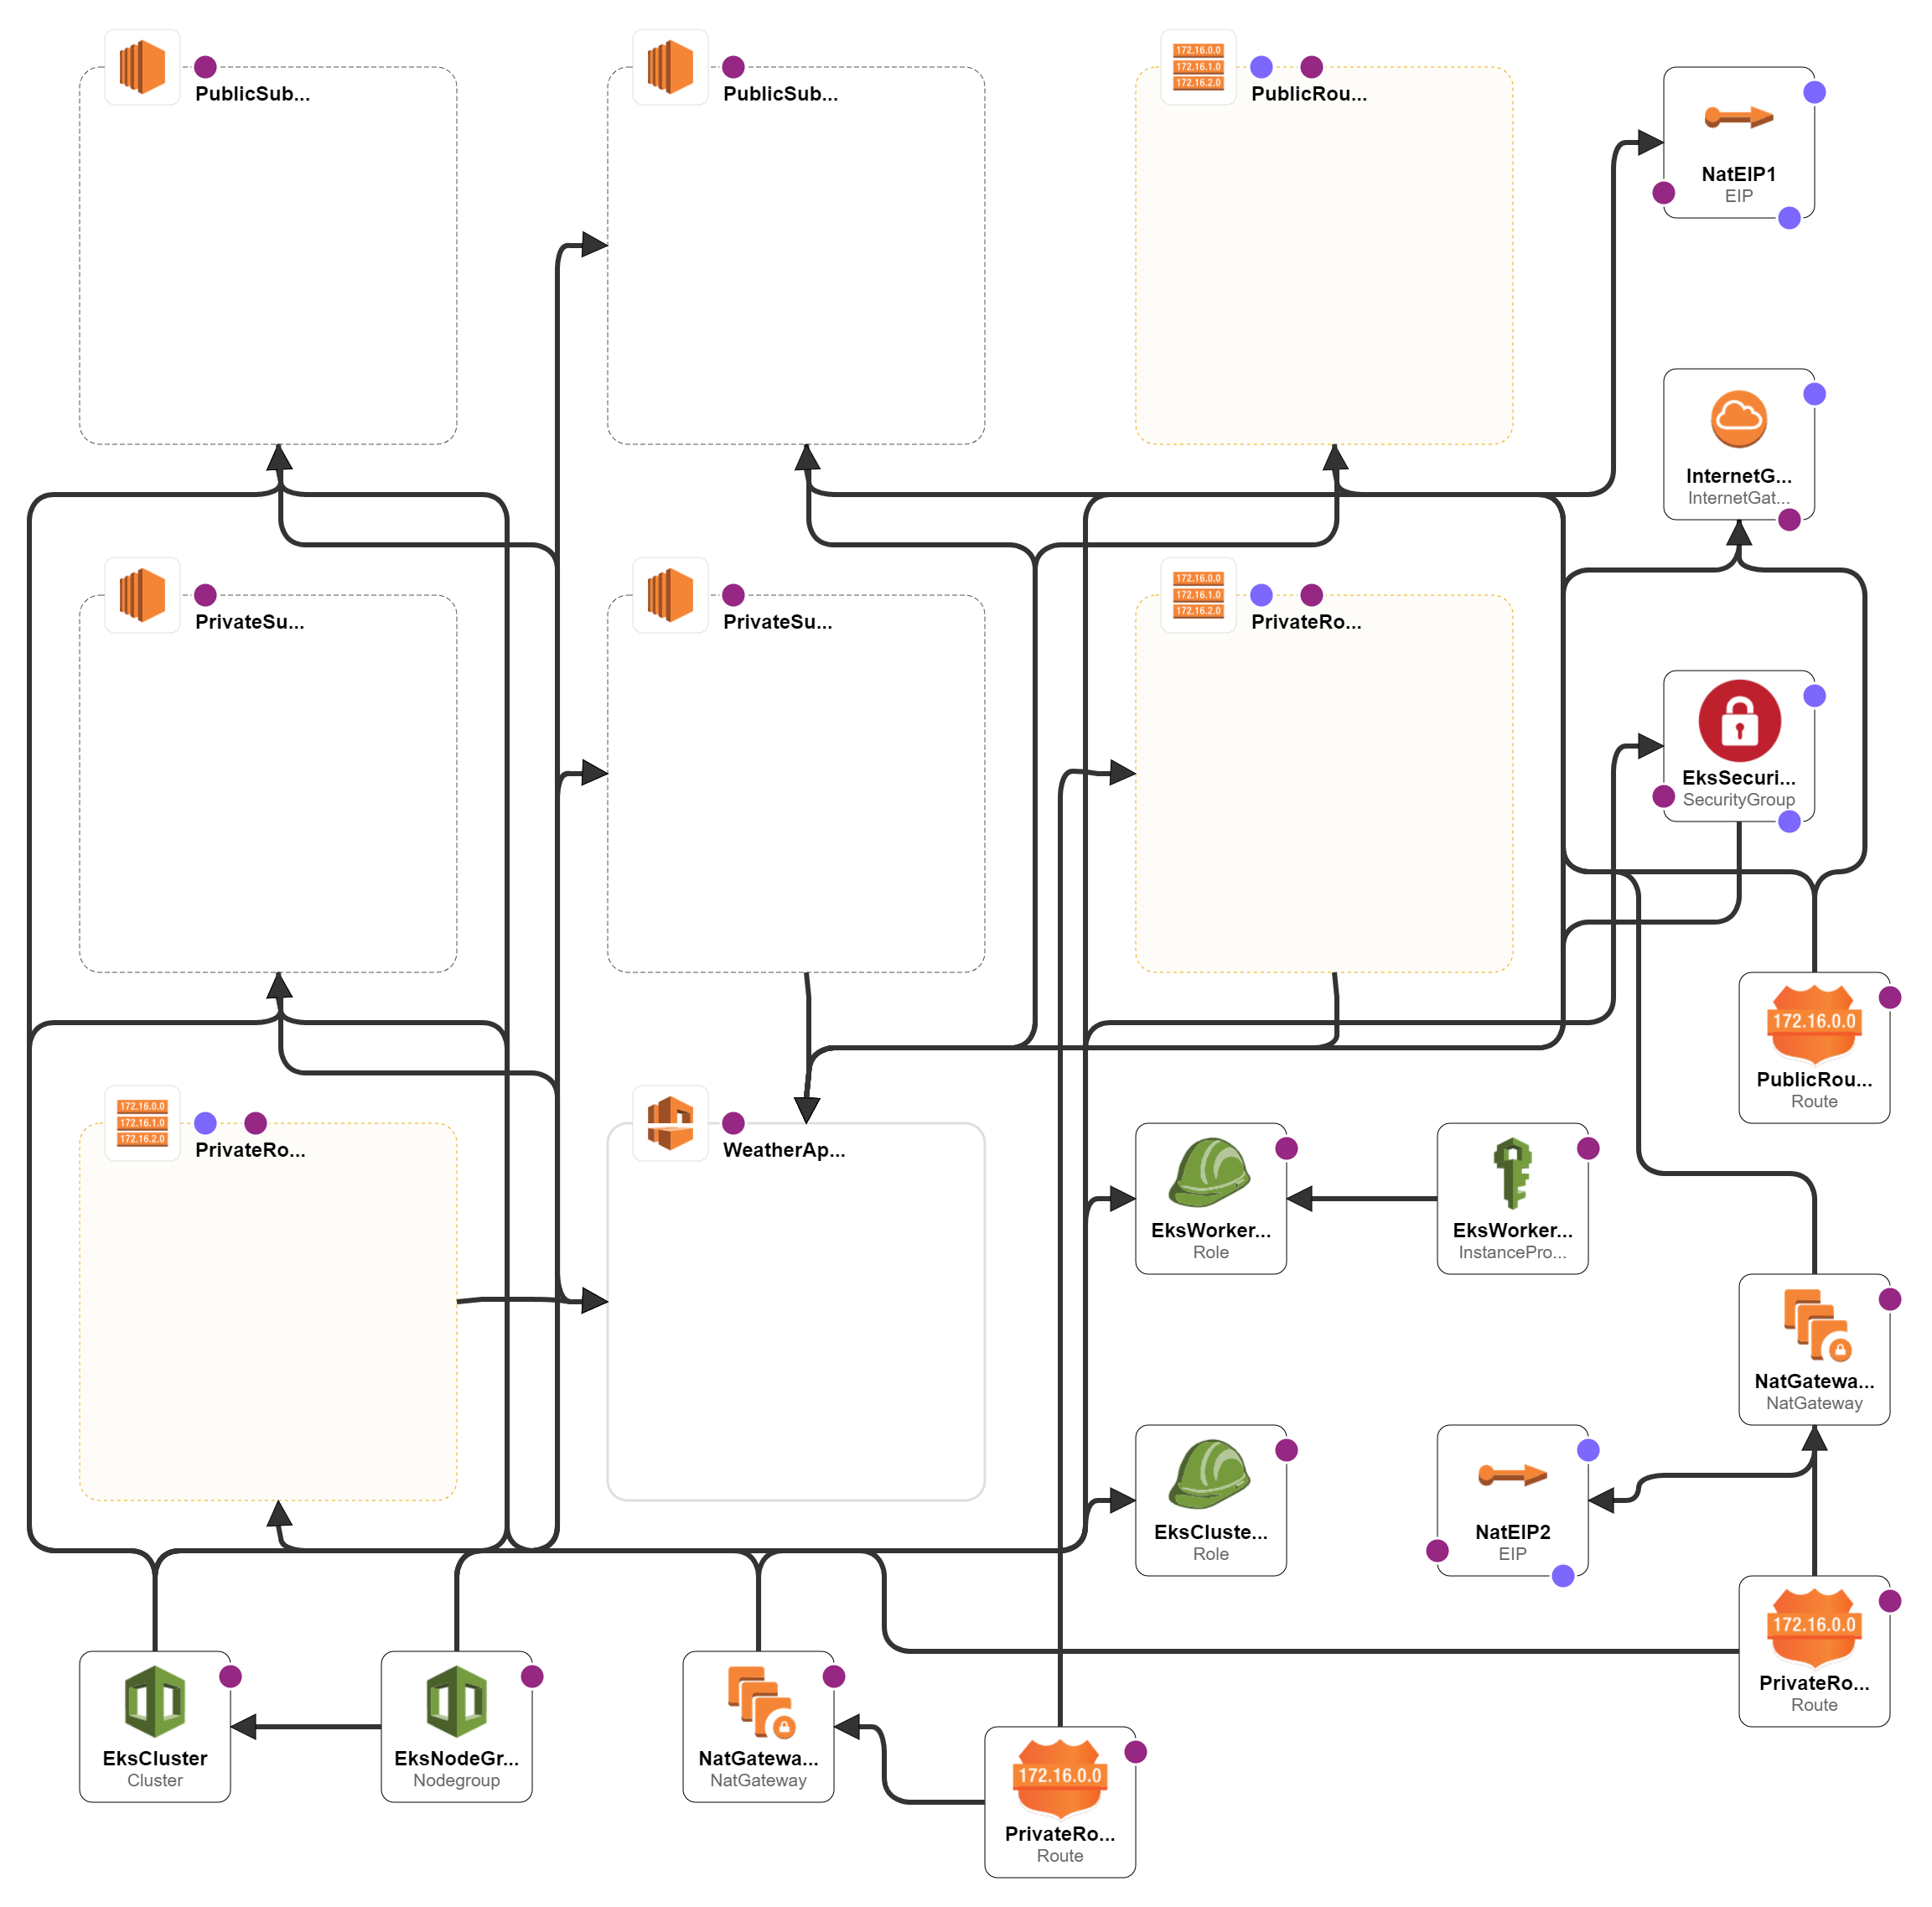 172.16.0.0
172.16.1.0
172.16.2.0
PublicSub...
PublicSub...
PublicRou...
NatEIP1
EIP
InternetG...
InternetGat...
172.16.0.0
172.16.1.0
172.16.2.0
PrivateSu...
PrivateSu...
PrivateRo...
EksSecuri...
SecurityGroup
172.16.0.0
PublicRou...
Route
172.16.0.0
172.16.1.0
172.16.2.0
PrivateRo...
WeatherAp...
EksWorker...
Role
EksWorker...
InstancePro...
NatGatewa...
NatGateway
EksCluste...
Role
NatEIP2
EIP
172.16.0.0
PrivateRo...
Route
EksCluster
Cluster
EksNodeGr...
Nodegroup
NatGatewa...
NatGateway
172.16.0.0
PrivateRo...
Route